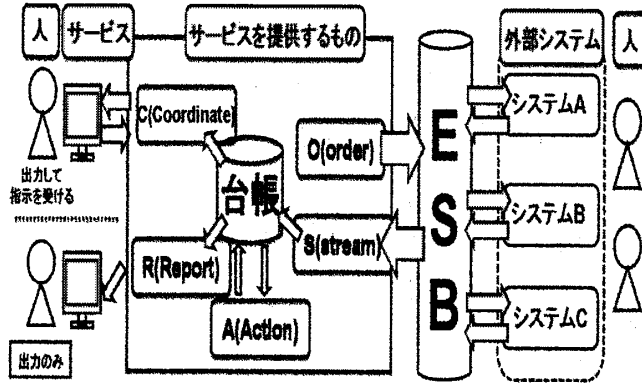 人
サービス
サービスを提供するもの
外部システム
人
C(Coordinate)
O(order)
台帳
R(Report)
S(stream)
A(Action)
E
S
B
システムA
システムB
システムC
出力して
指示を受ける
出力のみ